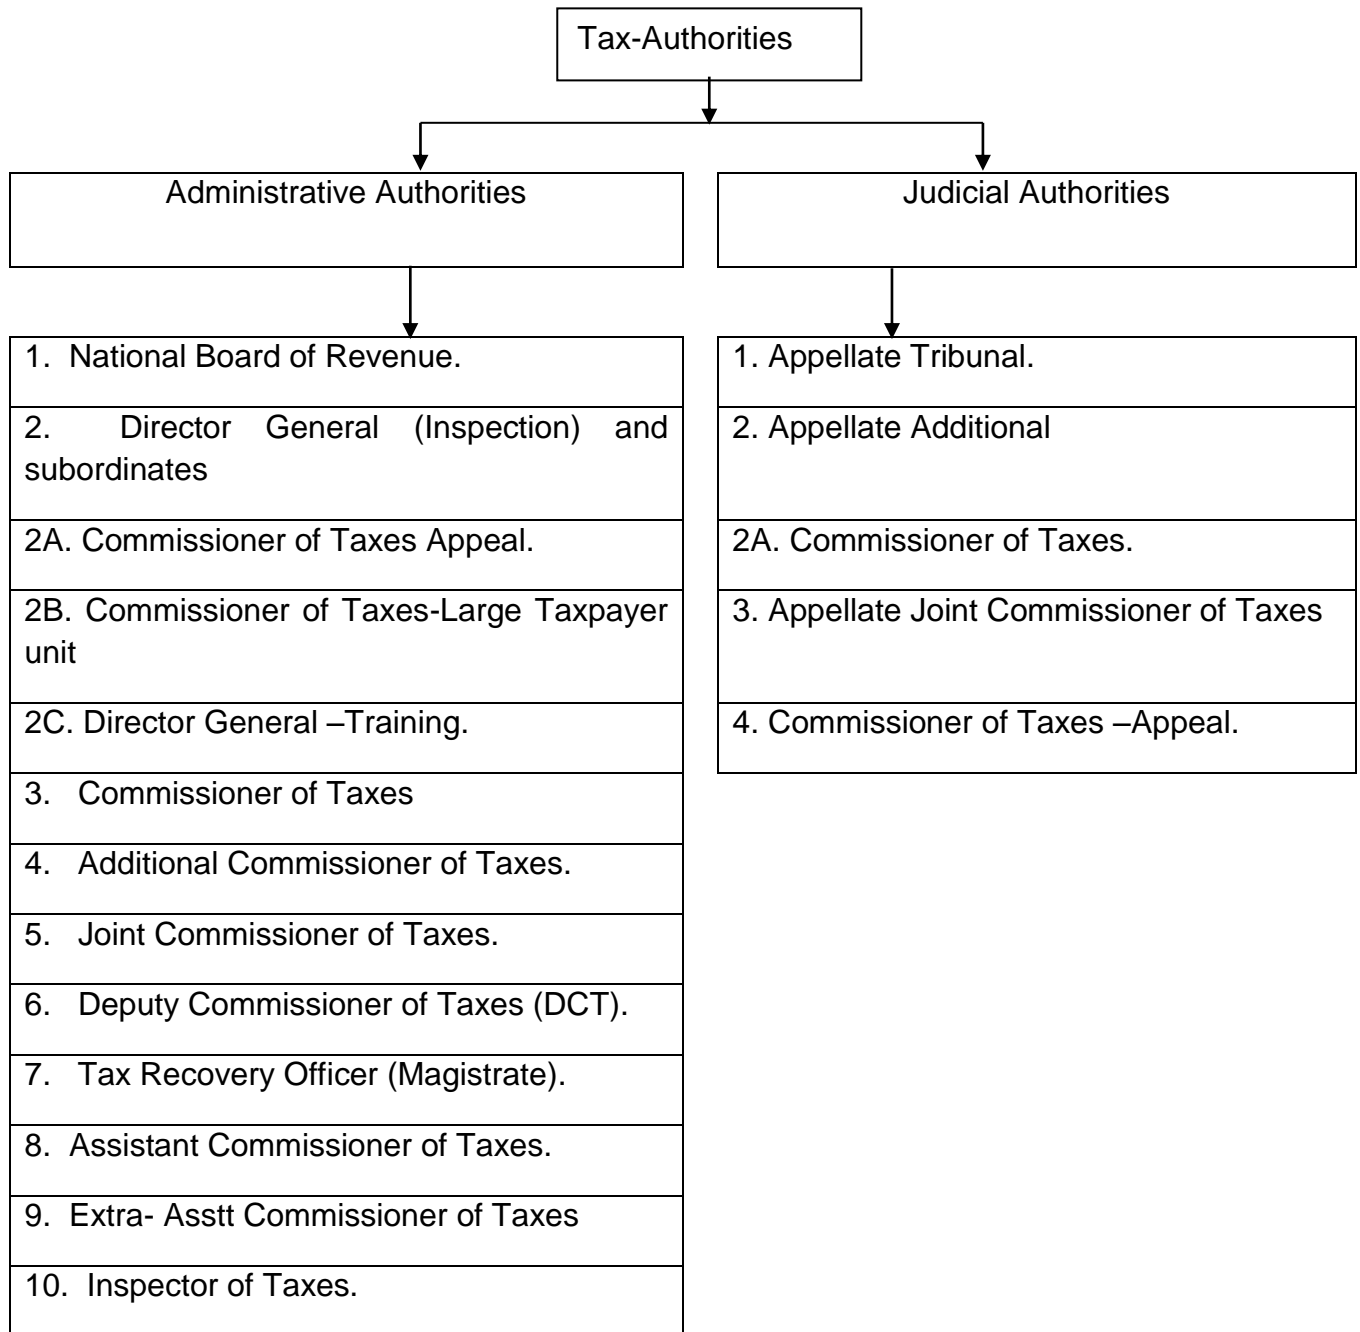 Tax-Authorities
Administrative Authorities
Judicial Authorities
1. National Board of Revenue.
2. Director General (Inspection) and
subordinates
2A. Commissioner of Taxes Appeal.
2B. Commissioner of Taxes-Large Taxpayer
unit
2C. Director General –Training.
3. Commissioner of Taxes
4. Additional Commissioner of Taxes.
5. Joint Commissioner of Taxes.
6. Deputy Commissioner of Taxes (DCT).
7. Tax Recovery Officer (Magistrate).
8. Assistant Commissioner of Taxes.
9. Extra- Asstt Commissioner of Taxes
10. Inspector of Taxes.
1. Appellate Tribunal.
2. Appellate Additional
2A. Commissioner of Taxes.
3. Appellate Joint Commissioner of Taxes
4. Commissioner of Taxes –Appeal.